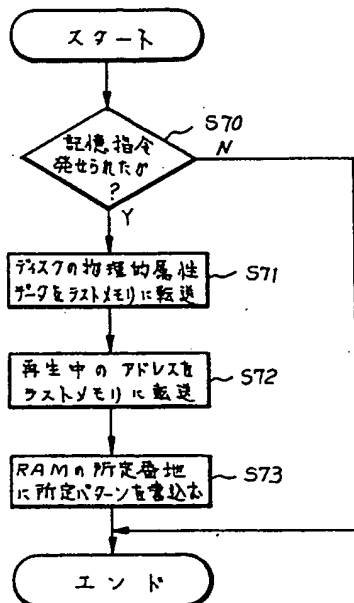 スタート
S70
記憶指令
発せられたか
?
N
Y
ディスクの物理的属性
データをラストメモリに転送
S71
再生中のアドレスを
ラストメモリに転送
S72
RAMの所定番地
に所定パターンを書込む
S73
エンド